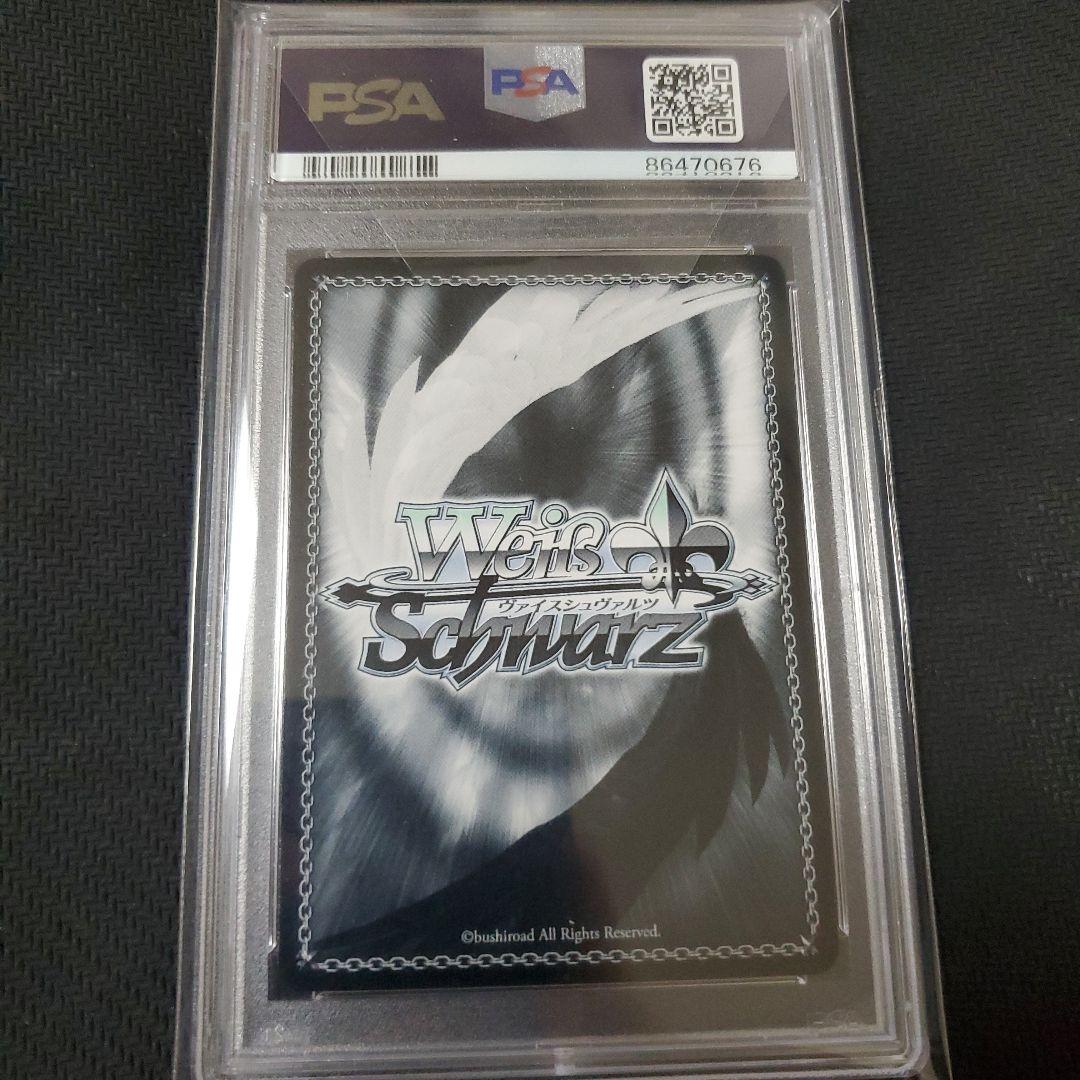 PSA
PSA
86470676
Weiß
ヴァイスシュヴァルツ
Schwarz
©bushiroad All Rights Reserved.